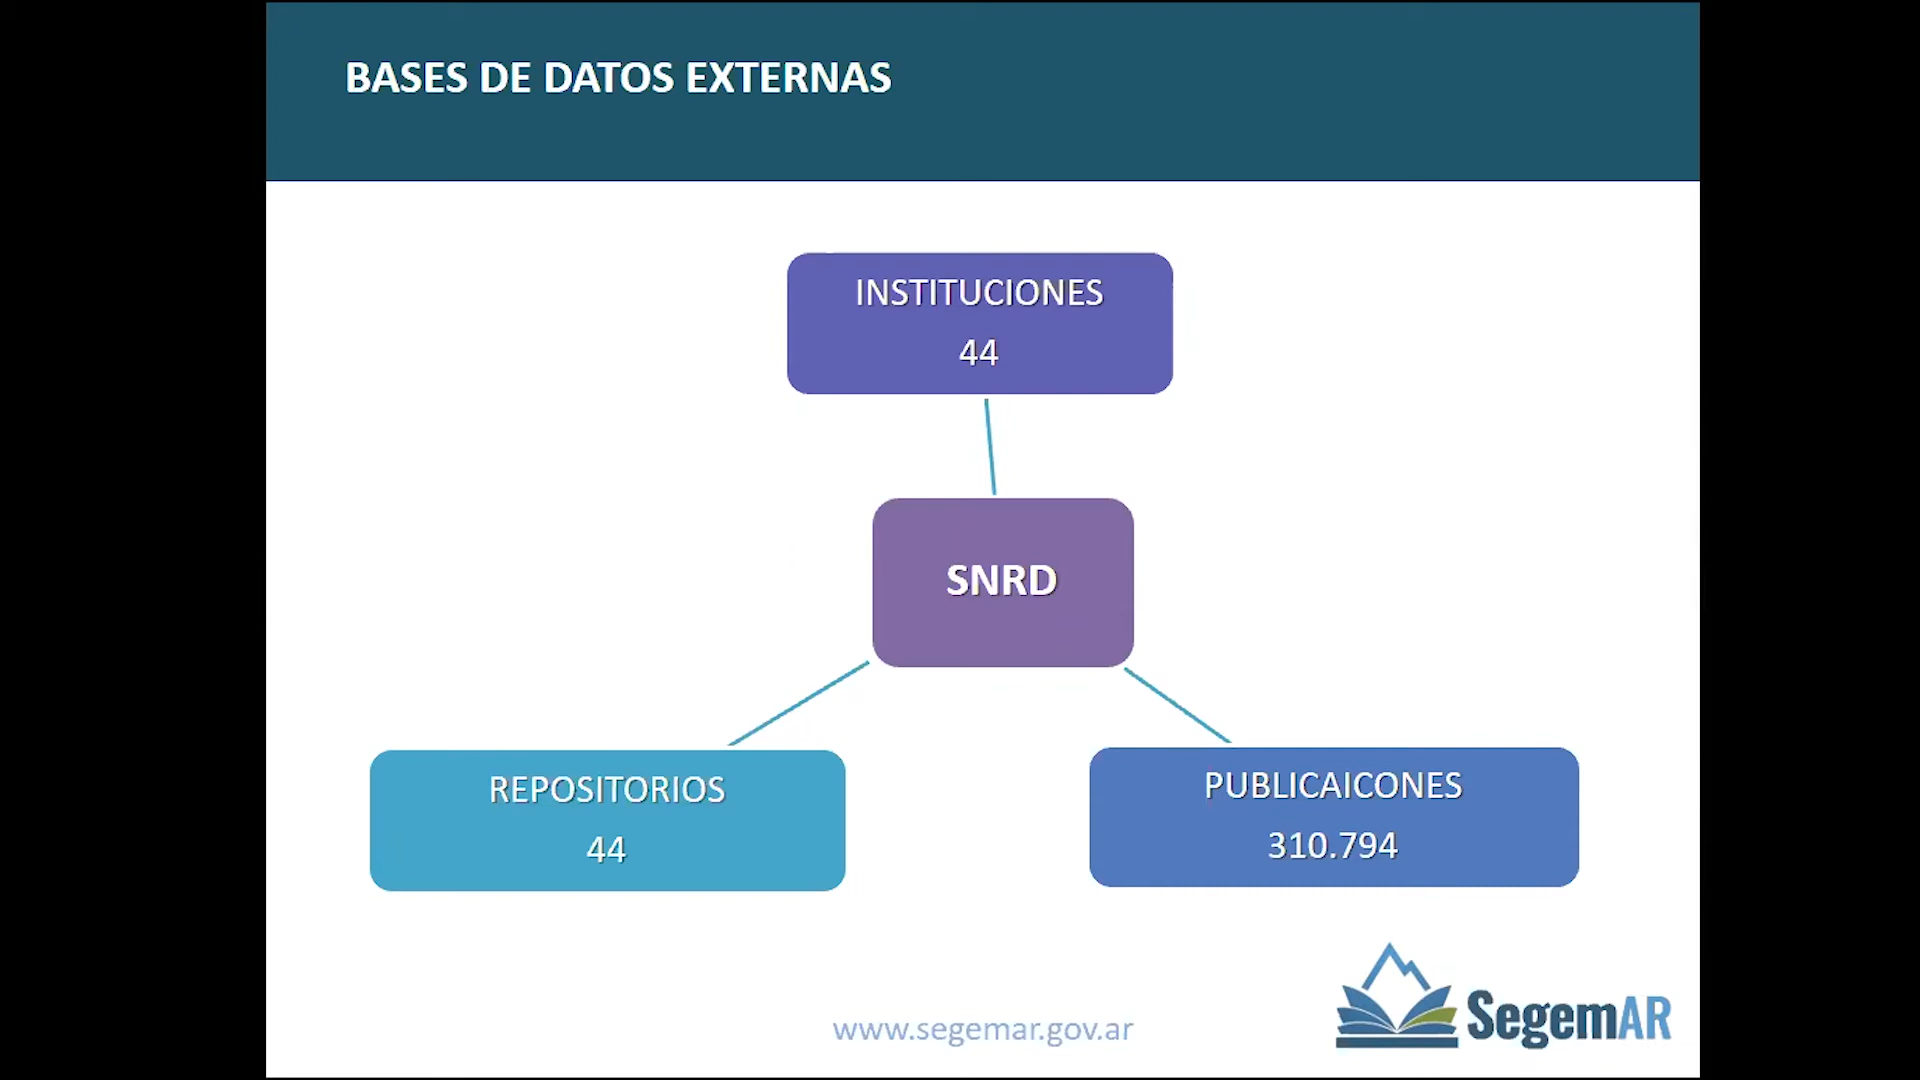 BASES DE DATOS EXTERNAS
INSTITUCIONES
44
SNRD
REPOSITORIOS
44
PUBLICAICONES
310.794
www.segemar.gov.ar
SegemAR